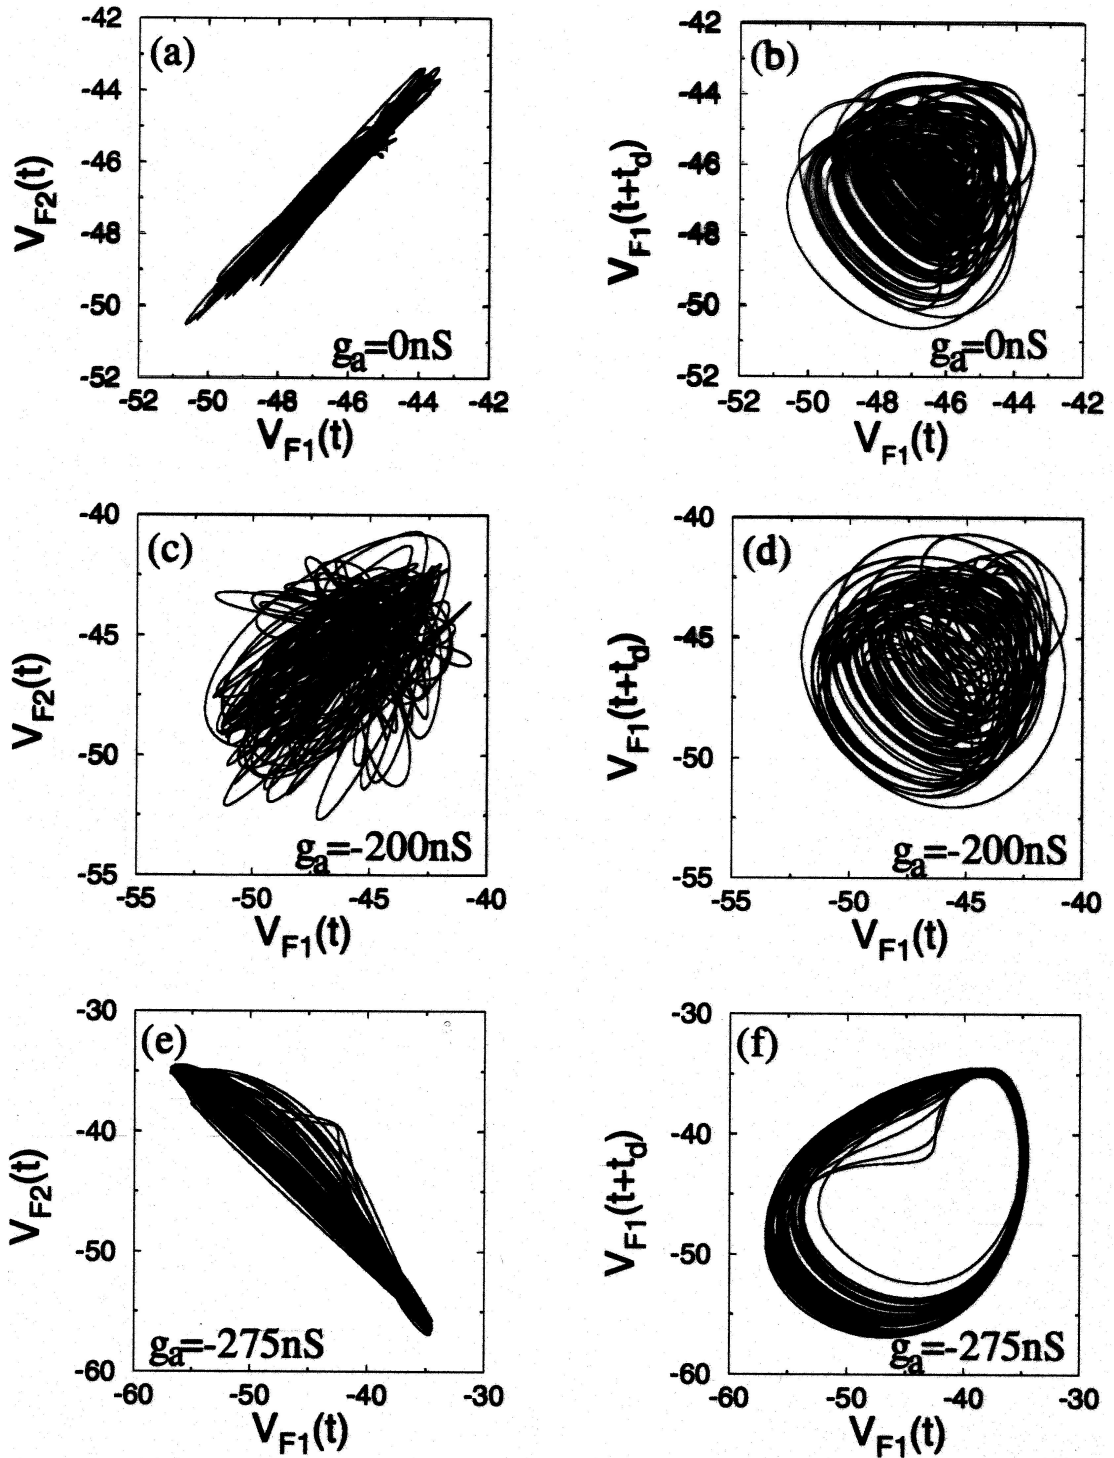 (a)
-42
-44
-46
-48
-50
-52
V_F2(t)
g_a=0nS
-52 -50 -48 -46 -44 -42
V_F1(t)
(b)
-42
-44
-46
-48
-50
-52
V_F1(t+t_d)
g_a=0nS
-52 -50 -48 -46 -44 -42
V_F1(t)
(c)
-40
-45
-50
-55
V_F2(t)
g_a=-200nS
-55 -50 -45 -40
V_F1(t)
(d)
-40
-45
-50
-55
V_F1(t+t_d)
g_a=-200nS
-55 -50 -45 -40
V_F1(t)
(e)
-30
-40
-50
-60
V_F2(t)
g_a=-275nS
-60 -50 -40 -30
V_F1(t)
(f)
-30
-40
-50
-60
V_F1(t+t_d)
g_a=-275nS
-60 -50 -40 -30
V_F1(t)